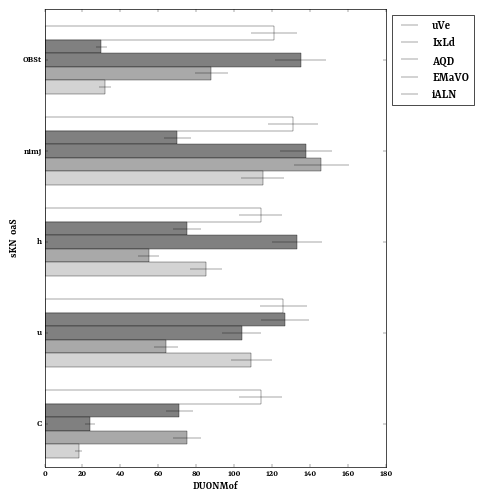 uVe
IxLd
AQD
EMaVO
iALN
OBSt
nimj
h
u
C
sKN oaS
0 20 40 60 80 100 120 140 160 180
DUONMof